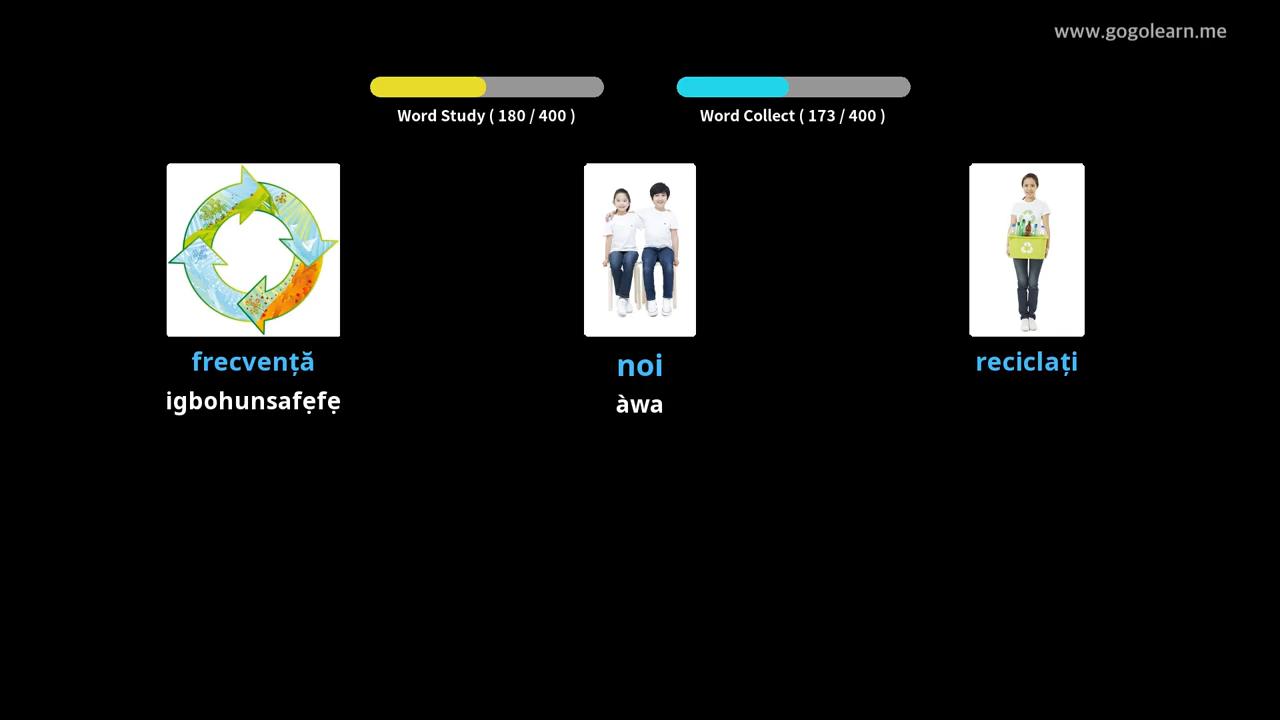 www.gogolearn.me
Word Study ( 180 / 400 )
Word Collect ( 173 / 400 )
frecvență
noi
reciclați
igbohunsafẹfẹ
àwa